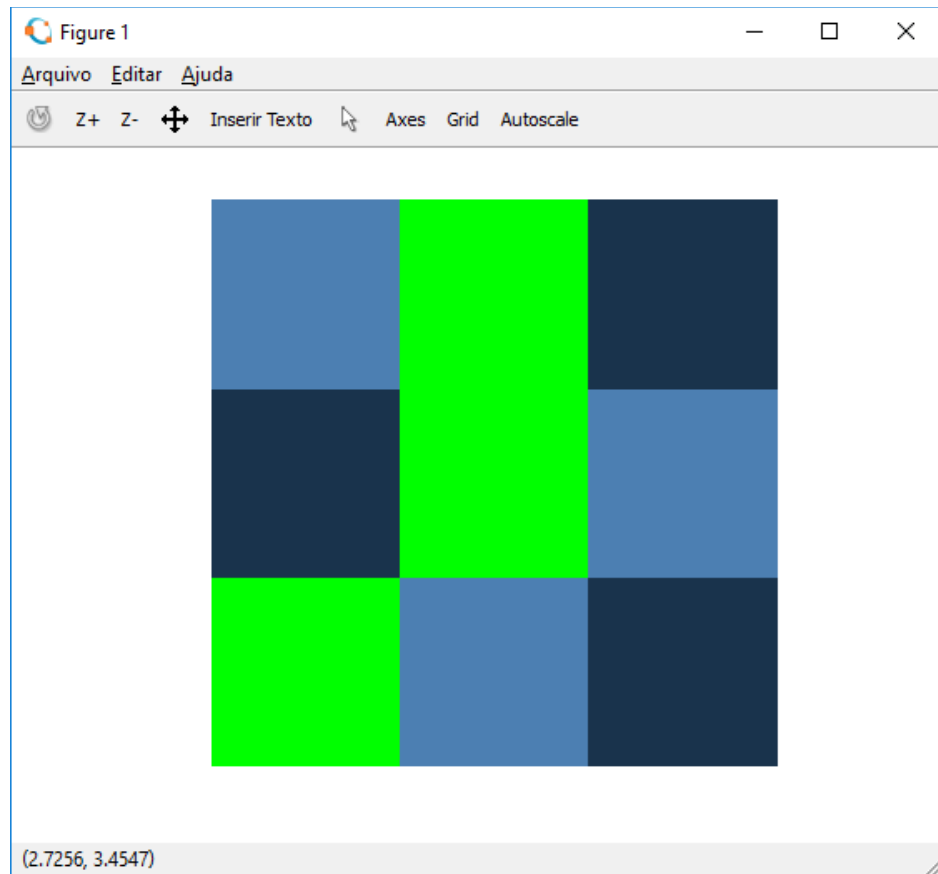 Figure 1
Arquivo Editar Ajuda
Z+ Z- Inserir Texto Axes Grid Autoscale
(2.7256, 3.4547)